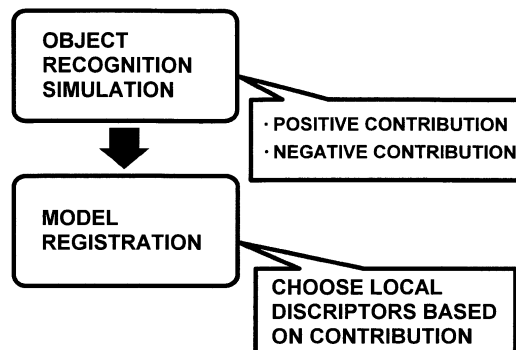 OBJECT
RECOGNITION
SIMULATION
· POSITIVE CONTRIBUTION
· NEGATIVE CONTRIBUTION
MODEL
REGISTRATION
CHOOSE LOCAL
DISCRIPTORS BASED
ON CONTRIBUTION